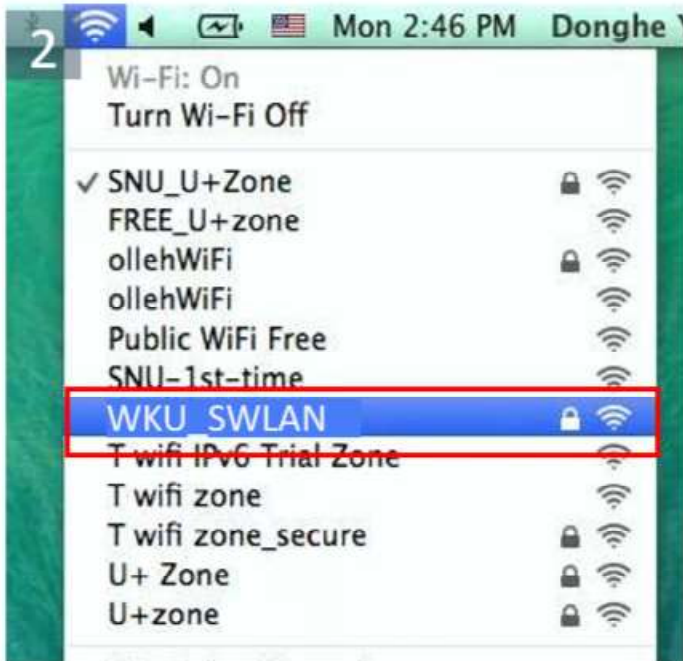 2
Mon 2:46 PM Donghe
Wi-Fi: On
Turn Wi-Fi Off
✓ SNU_U+Zone
FREE_U+zone
ollehWiFi
ollehWiFi
Public WiFi Free
SNU-1st-time
WKU_SWLAN
T wifi IPv6 Trial Zone
T wifi zone
T wifi zone_secure
U+ Zone
U+zone